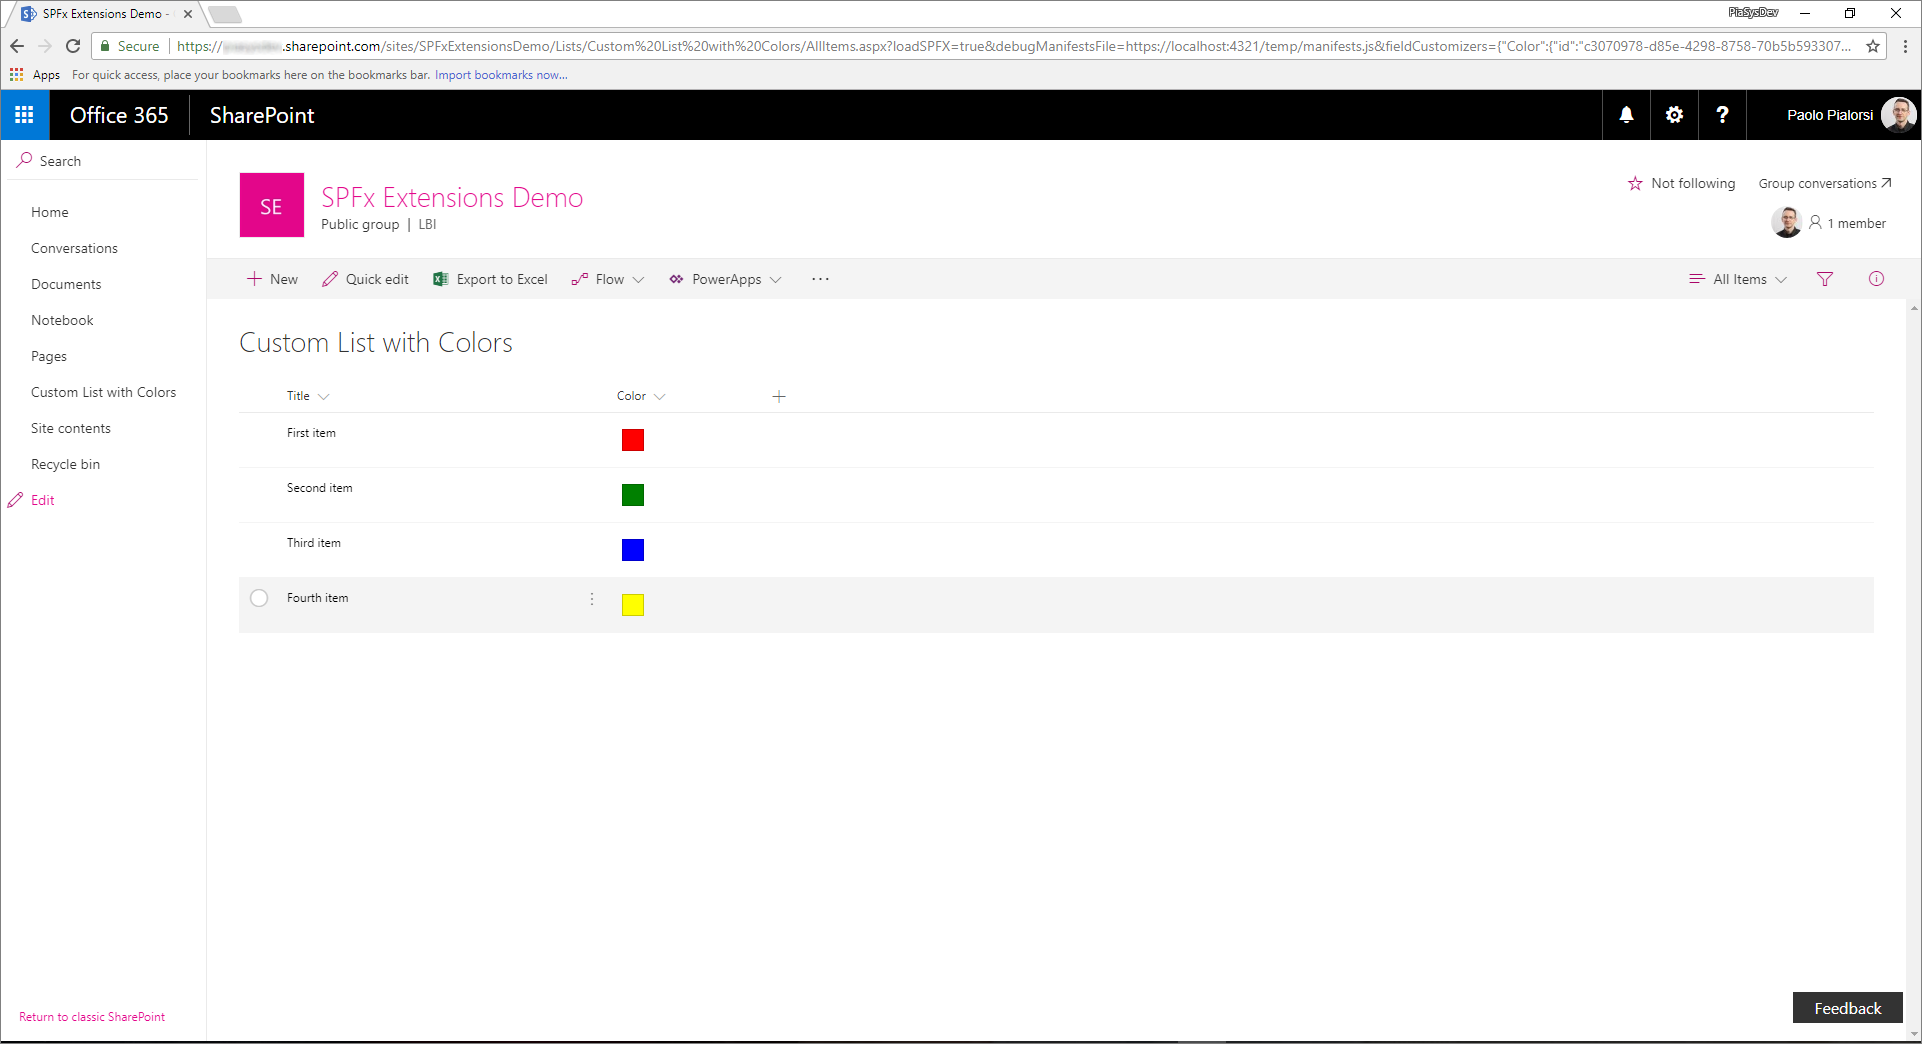 SPFx Extensions Demo -
PiaSysDev
Secure
https://
.sharepoint.com/sites/SPFxExtensionsDemo/Lists/Custom%20List%20with%20Colors/AllItems.aspx?loadSPFX=true&debugManifestsFile=https://localhost:4321/temp/manifests.js&fieldCustomizers={"Color":{"id":"c3070978-d85e-4298-8758-70b5b593307...
Apps For quick access, place your bookmarks here on the bookmarks bar. Import bookmarks now...
Office 365 SharePoint
? Paolo Pialorsi
Search
Home
Conversations
Documents
Notebook
Pages
Custom List with Colors
Site contents
Recycle bin
Edit
Return to classic SharePoint
SE
SPFx Extensions Demo
Public group | LBI
Not following Group conversations
1 member
New Quick edit Export to Excel Flow PowerApps ...
All Items
Custom List with Colors
Title Color
First item
Second item
Third item
Fourth item
Feedback